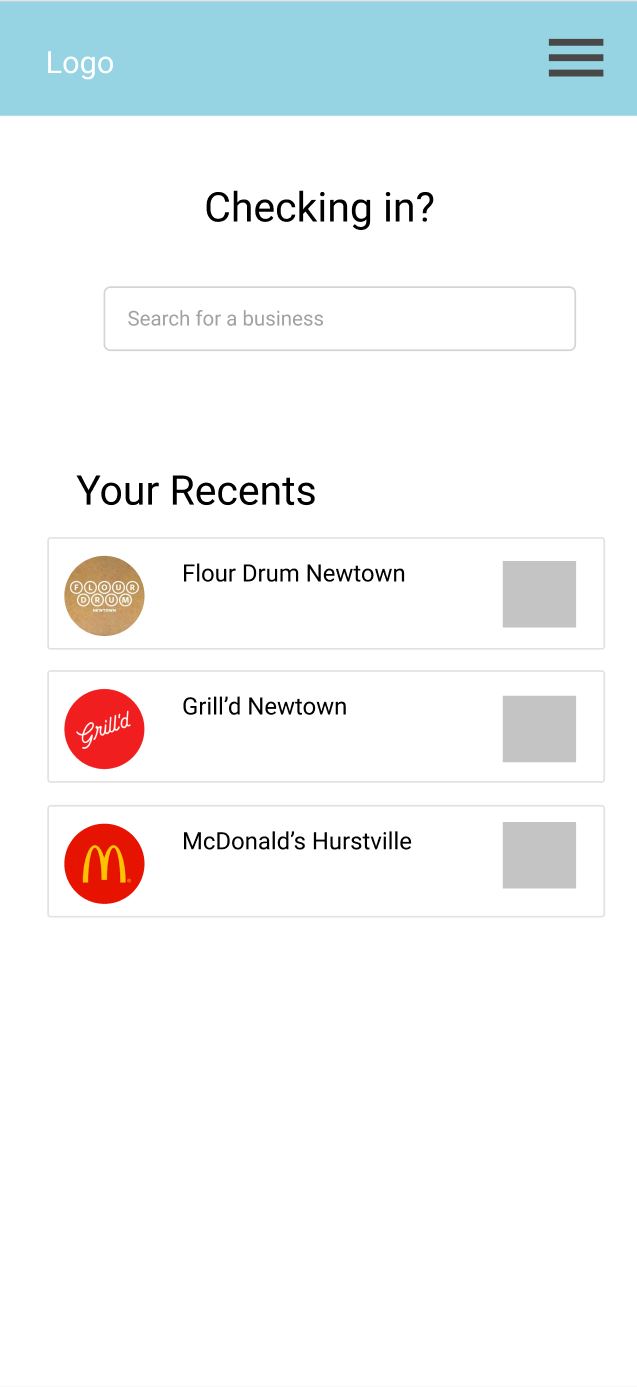 Logo
Checking in?
Search for a business
Your Recents
FLOUR
DRUM
NEWTOWN
Flour Drum Newtown
Grill'd
Grill’d Newtown
M
McDonald’s Hurstville